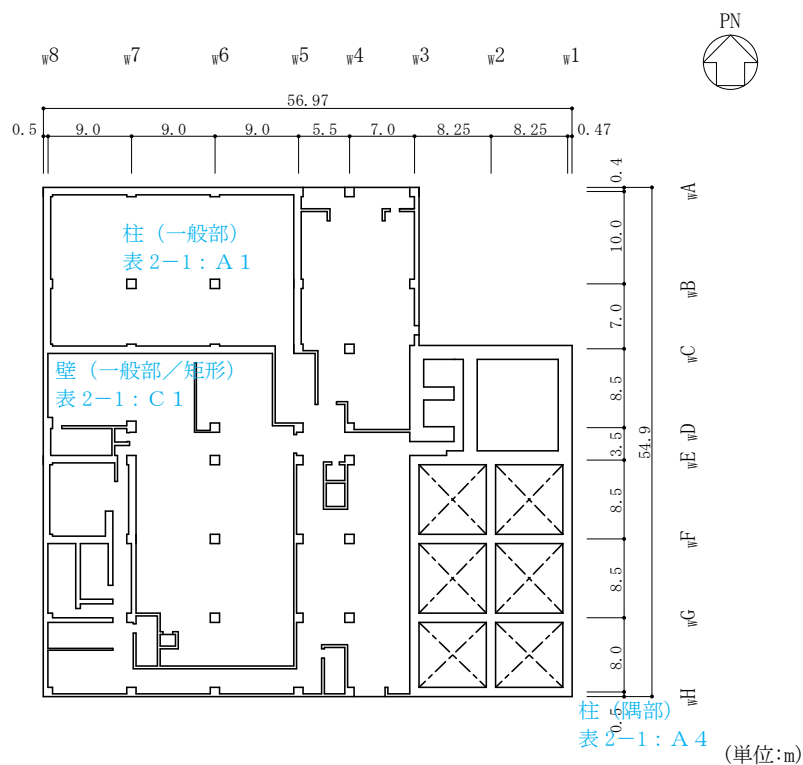 PN
W8 W7 W6 W5 W4 W3 W2 W1
56.97
0.5 9.0 9.0 9.0 5.5 7.0 8.25 8.25 0.47
0.4
WA
10.0
柱（一般部）
表2-1：A1
WB
7.0
WC
壁（一般部／矩形）
表2-1：C1
8.5
WD
3.5
54.9
WE
8.5
WF
8.5
WG
8.0
WH
0.5
柱（隅部）
表2-1：A4
(単位:m)